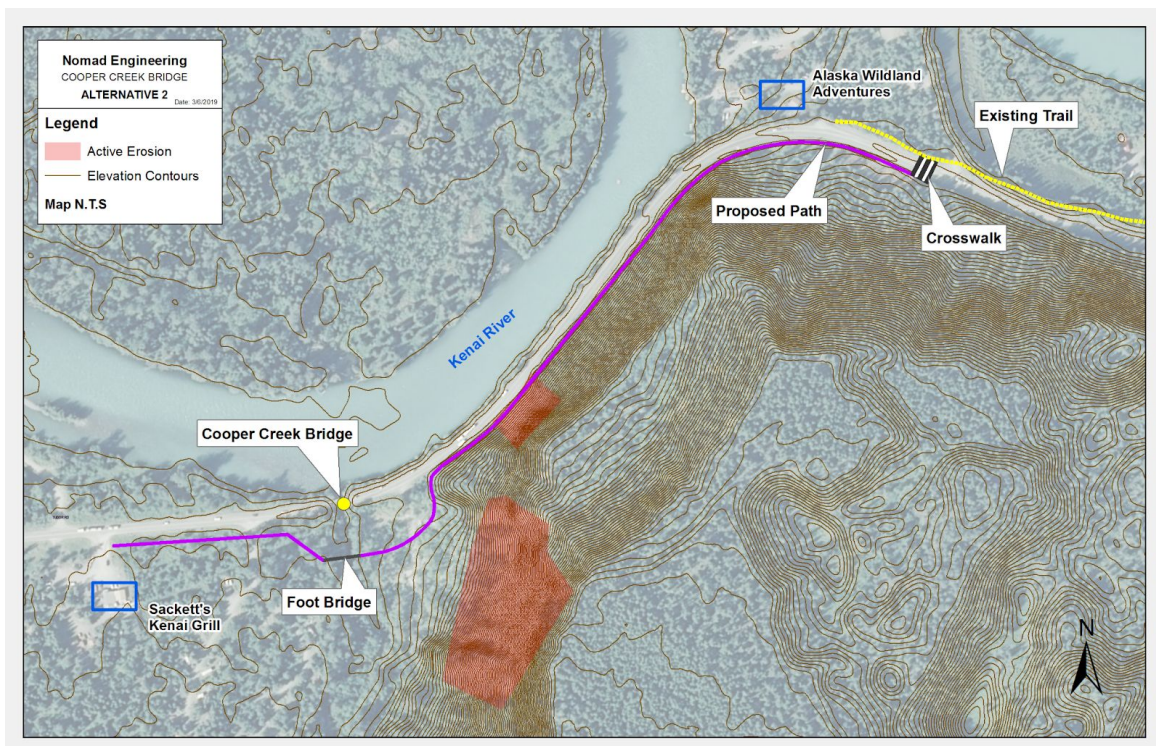 Nomad Engineering
COOPER CREEK BRIDGE
ALTERNATIVE 2
Date: 3/6/2019
Legend
Active Erosion
Elevation Contours
Map N.T.S
Alaska Wildland
Adventures
Existing Trail
Proposed Path
Crosswalk
Kenai River
Cooper Creek Bridge
Foot Bridge
Sackett's
Kenai Grill
N